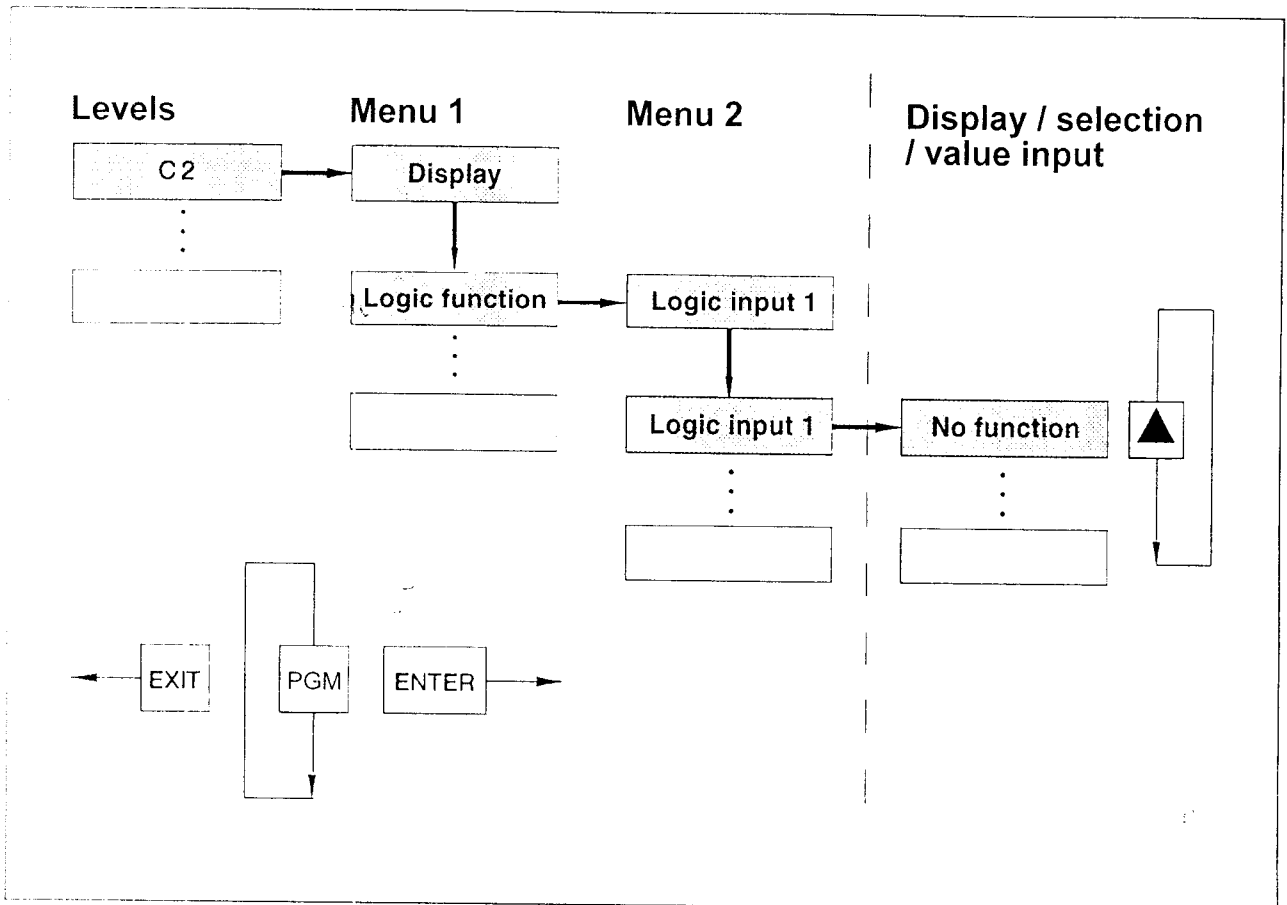 Levels
Menu 1
Menu 2
Display / selection
/ value input
C2
Display
Logic function
Logic input 1
Logic input 1
No function
EXIT
PGM
ENTER